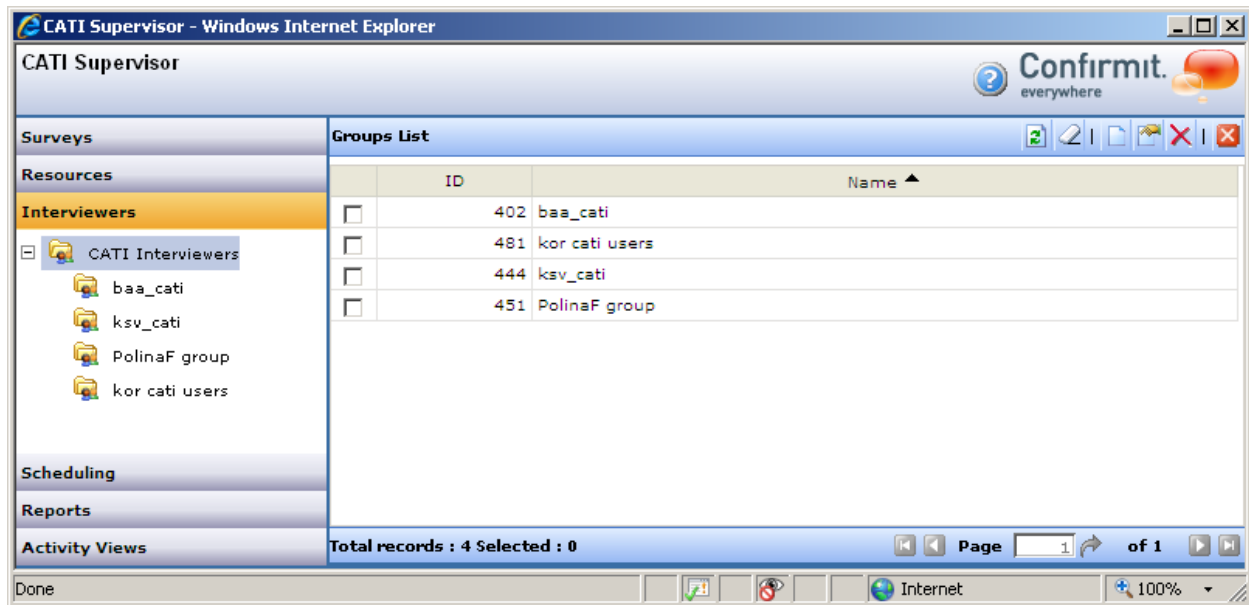 CATI Supervisor - Windows Internet Explorer
CATI Supervisor
Confirmit.
everywhere
Surveys
Resources
Interviewers
CATI Interviewers
baa_cati
ksv_cati
PolinaF group
kor cati users
Scheduling
Reports
Activity Views
Groups List
ID Name
402 baa_cati
481 kor cati users
444 ksv_cati
451 PolinaF group
Total records : 4 Selected : 0
Page 1 of 1
Done Internet 100%